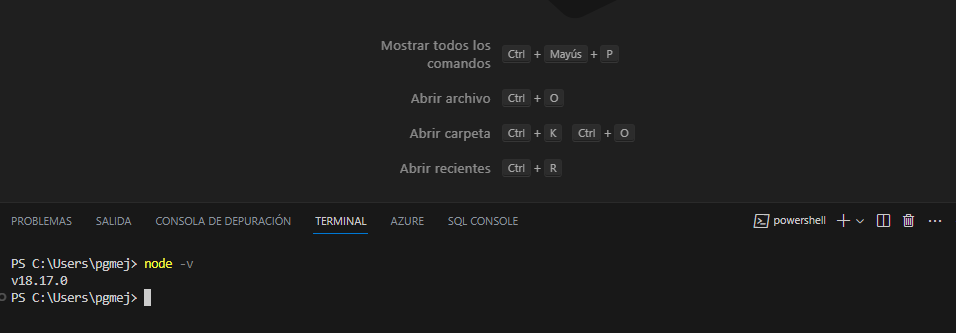 Mostrar todos los
comandos
Ctrl + Mayús + P
Abrir archivo Ctrl + O
Abrir carpeta Ctrl + K Ctrl + O
Abrir recientes Ctrl + R
PROBLEMAS SALIDA CONSOLA DE DEPURACIÓN TERMINAL AZURE SQL CONSOLE powershell
PS C:\Users\pgmej> node -v
v18.17.0
PS C:\Users\pgmej>